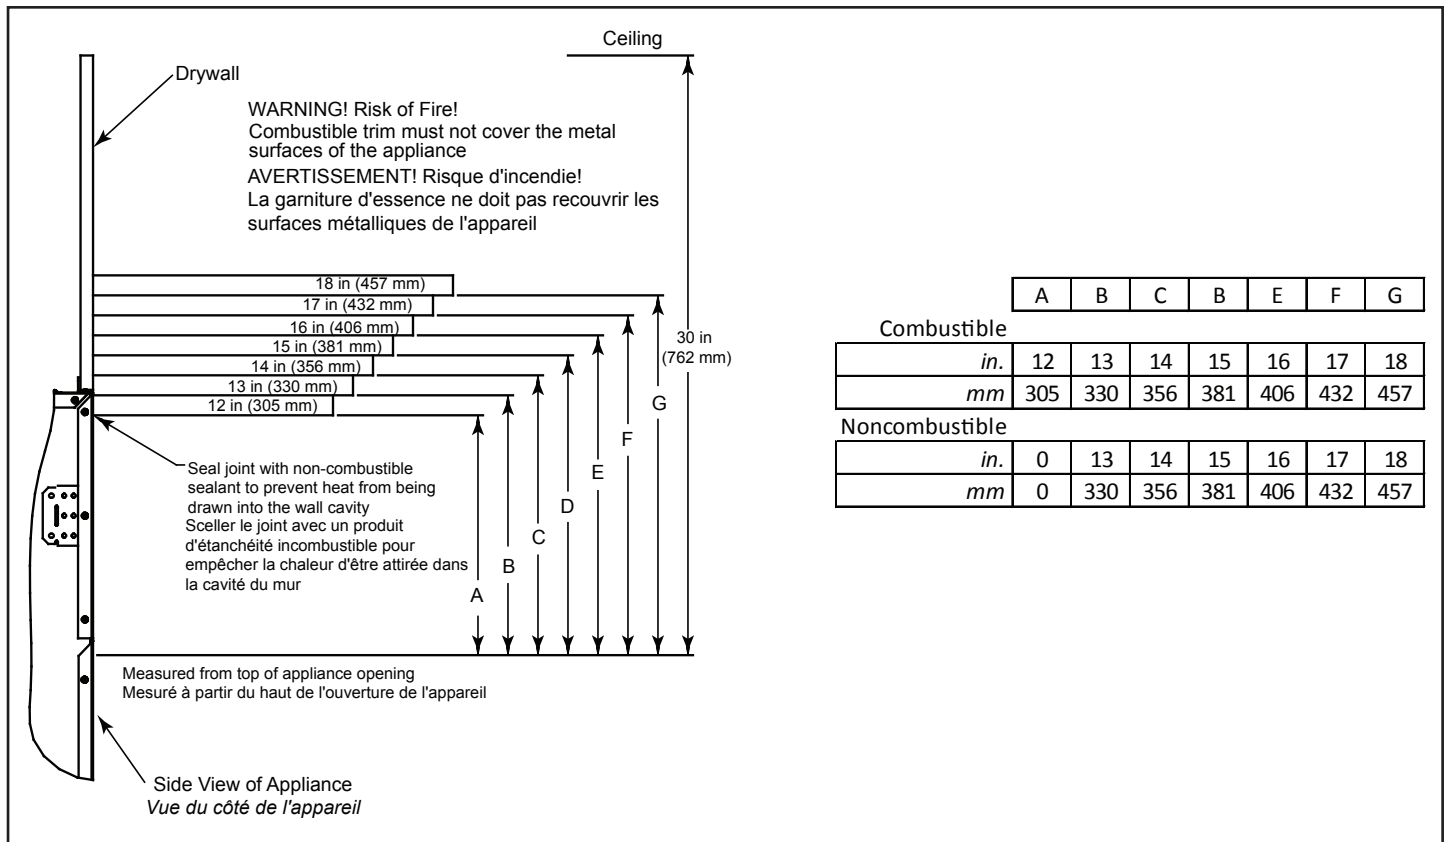 Ceiling
Drywall
WARNING! Risk of Fire!
Combustible trim must not cover the metal
surfaces of the appliance
AVERTISSEMENT! Risque d'incendie!
La garniture d'essence ne doit pas recouvrir les
surfaces métalliques de l'appareil
18 in (457 mm)
17 in (432 mm)
16 in (406 mm)
15 in (381 mm)
14 in (356 mm)
13 in (330 mm)
12 in (305 mm)
30 in
(762 mm)
G
F
E
D
C
B
A
Seal joint with non-combustible
sealant to prevent heat from being
drawn into the wall cavity
Sceller le joint avec un produit
d'étanchéité incombustible pour
empêcher la chaleur d'être attirée dans
la cavité du mur
Measured from top of appliance opening
Mesuré à partir du haut de l'ouverture de l'appareil
Side View of Appliance
Vue du côté de l'appareil
A B C B E F G
Combustible
in. 12 13 14 15 16 17 18
mm 305 330 356 381 406 432 457
Noncombustible
in. 0 13 14 15 16 17 18
mm 0 330 356 381 406 432 457